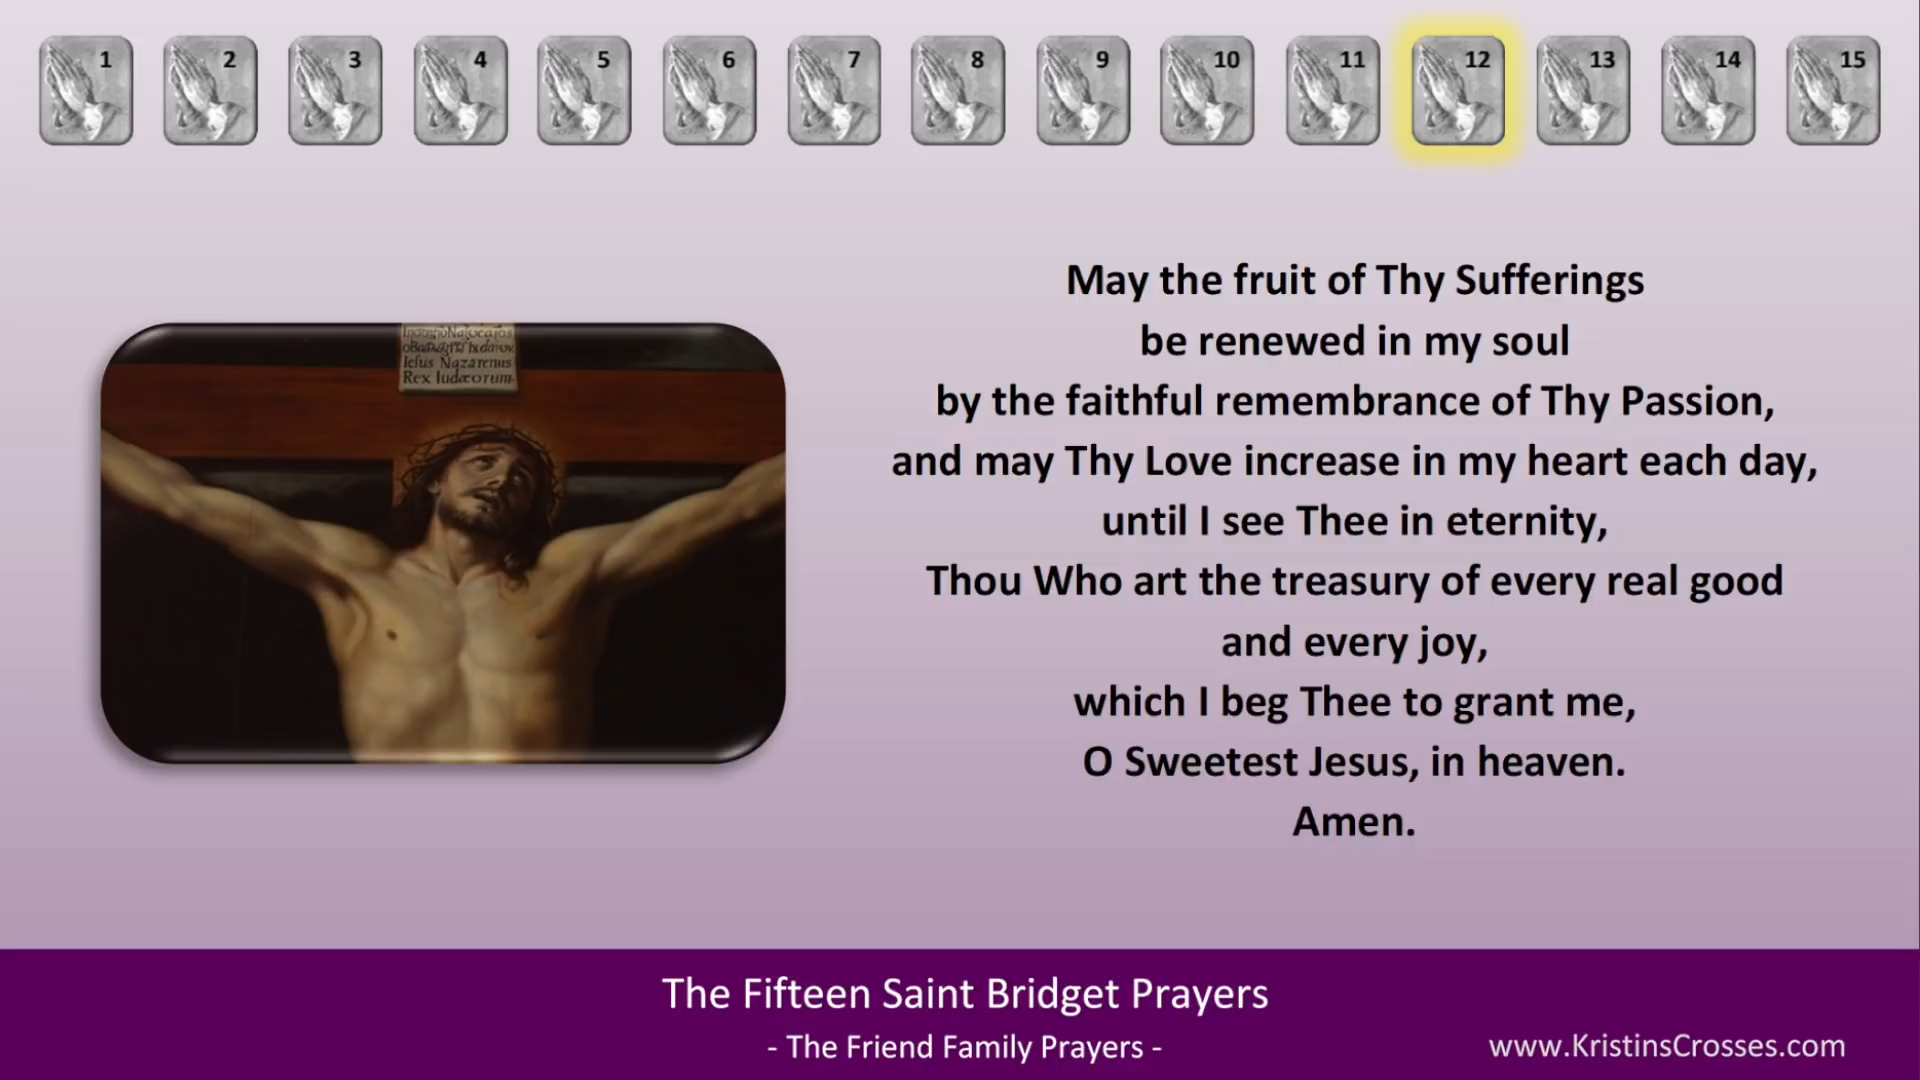 1 2 3 4 5 6 7 8 9 10 11 12 13 14 15
Iesus Nazarenus
Rex Iudæorum
May the fruit of Thy Sufferings
be renewed in my soul
by the faithful remembrance of Thy Passion,
and may Thy Love increase in my heart each day,
until I see Thee in eternity,
Thou Who art the treasury of every real good
and every joy,
which I beg Thee to grant me,
O Sweetest Jesus, in heaven.
Amen.
The Fifteen Saint Bridget Prayers
- The Friend Family Prayers -
www.KristinsCrosses.com